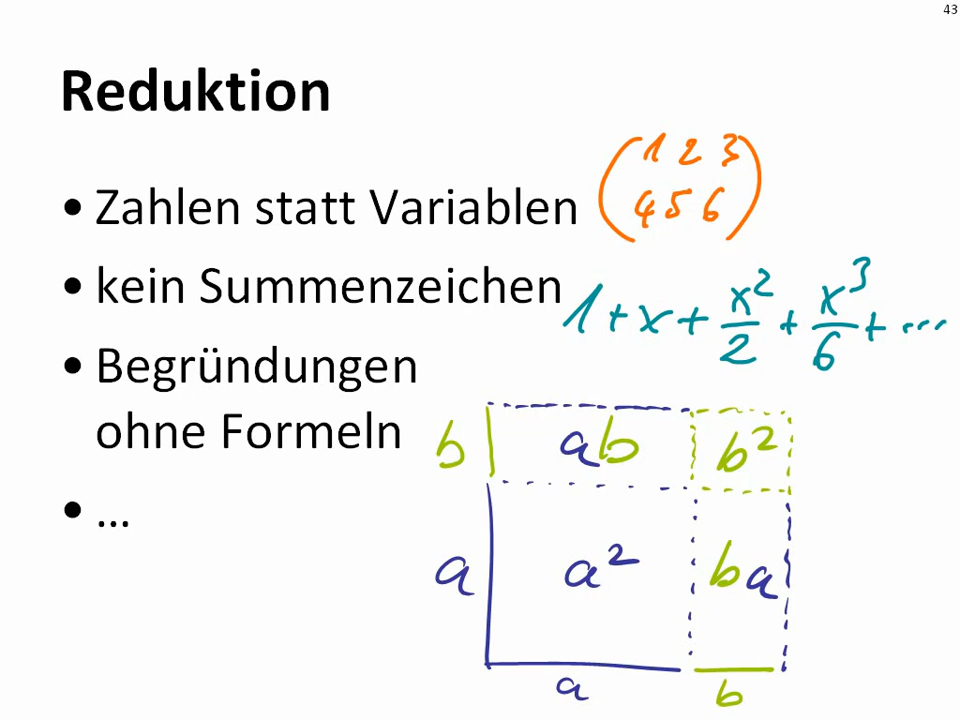 43
Reduktion
• Zahlen statt Variablen
(1 2 3
4 5 6)
• kein Summenzeichen
1 + x + x²/2 + x³/6 + ...
• Begründungen
ohne Formeln
• ...
b ab b²
a a² ba
a b